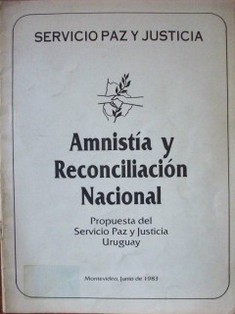 SERVICIO PAZ Y JUSTICIA
Amnistía y
Reconciliación
Nacional
Propuesta del
Servicio Paz y Justicia
Uruguay
Montevideo, Junio de 1983